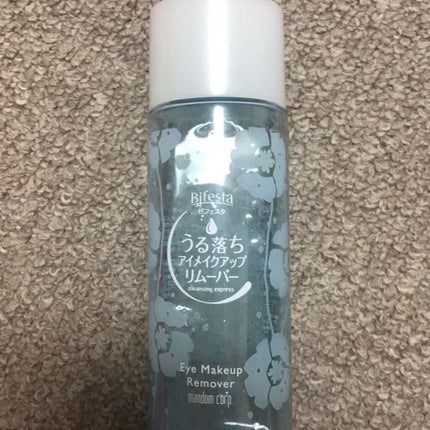 Bifesta
ビフェスタ
うる落ち
アイメイクアップ
リムーバー
cleansing express
Eye Makeup
Remover
mandom corp.